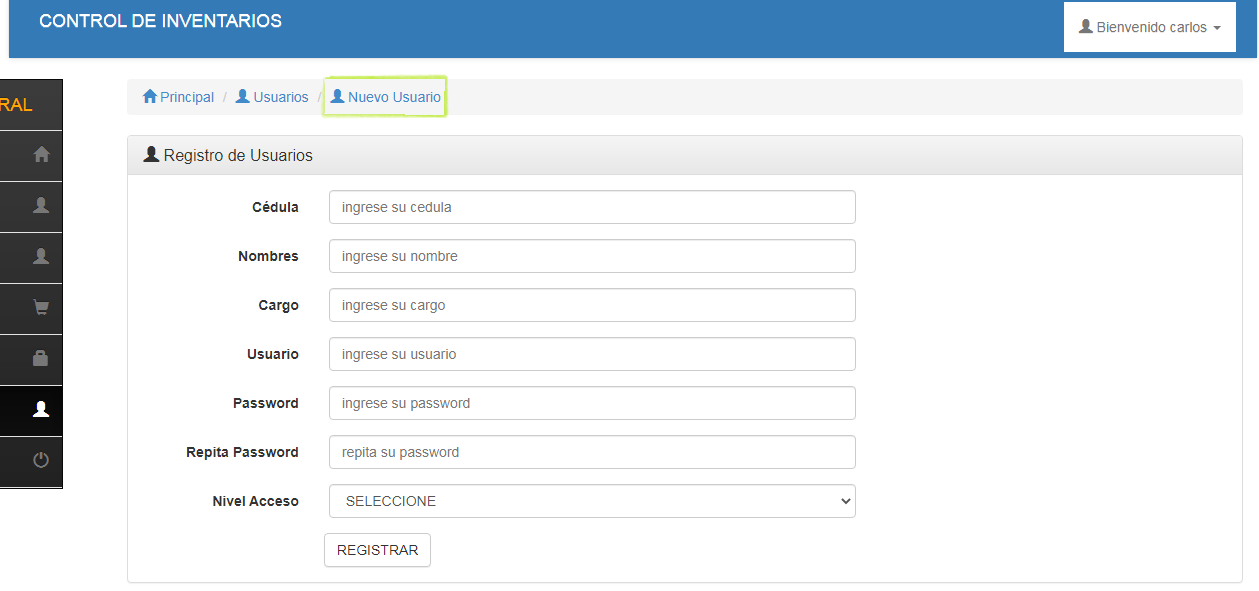 CONTROL DE INVENTARIOS
Bienvenido carlos
RAL
Principal / Usuarios / Nuevo Usuario
Registro de Usuarios
Cédula ingrese su cedula
Nombres ingrese su nombre
Cargo ingrese su cargo
Usuario ingrese su usuario
Password ingrese su password
Repita Password repita su password
Nivel Acceso SELECCIONE
REGISTRAR